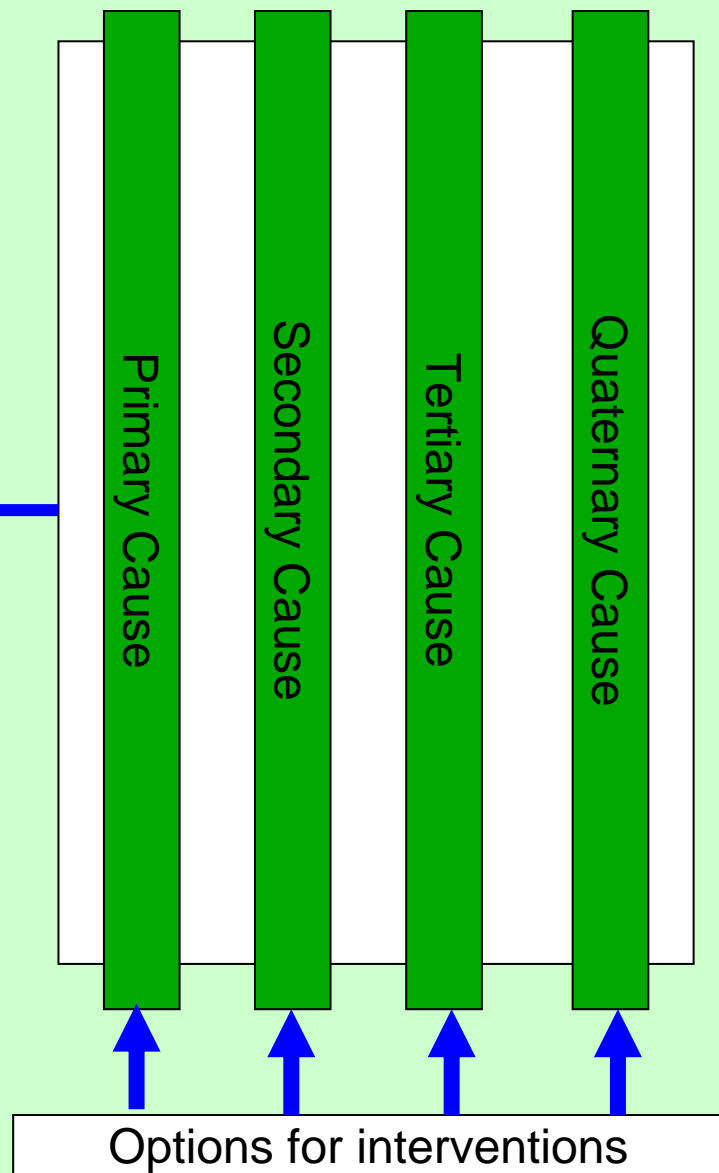 Primary Cause
Secondary Cause
Tertiary Cause
Quaternary Cause
Options for interventions